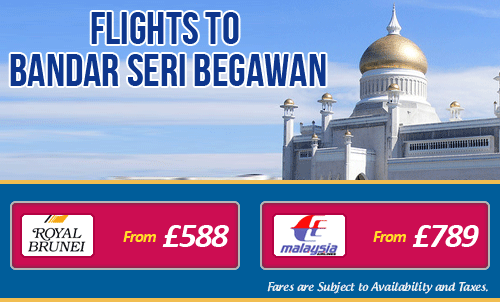 FLIGHTS TO
BANDAR SERI BEGAWAN
ROYAL
BRUNEI
From £588
malaysia
AIRLINES
From £789
Fares are Subject to Availability and Taxes.